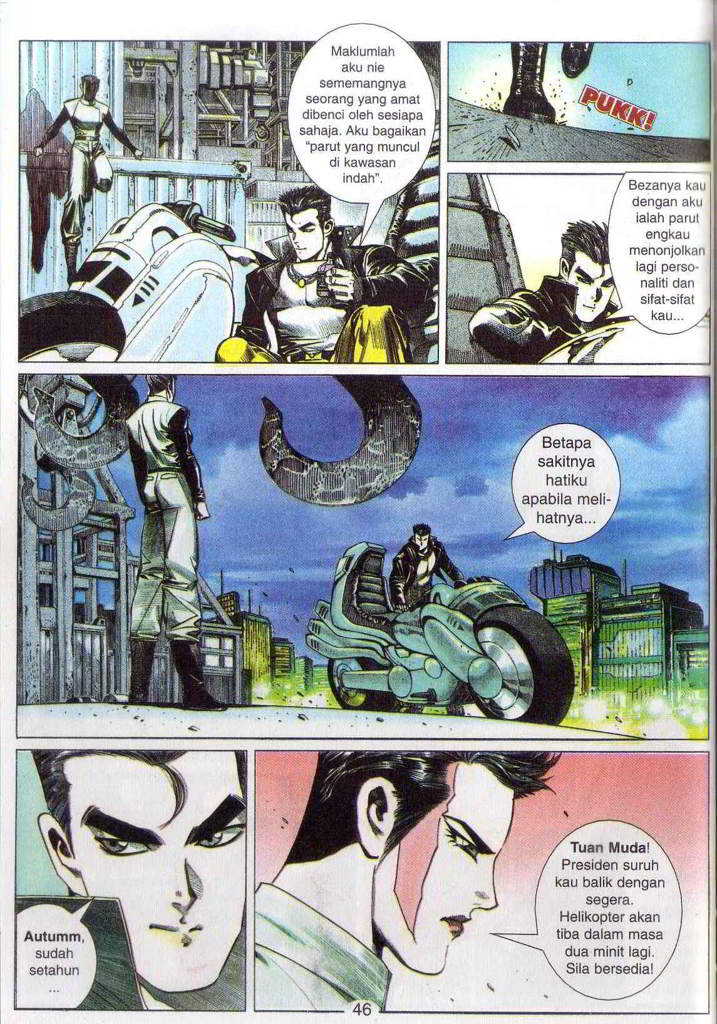 Maklumlah
aku nie
sememangnya
seorang yang amat
dibenci oleh sesiapa
sahaja. Aku bagaikan
“parut yang muncul
di kawasan
indah”.
PUKK!
Bezanya kau
dengan aku
ialah parut
engkau
menonjolkan
lagi perso-
naliti dan
sifat-sifat
kau...
Betapa
sakitnya
hatiku
apabila meli-
hatnya...
Autumm,
sudah
setahun
...
Tuan Muda!
Presiden suruh
kau balik dengan
segera.
Helikopter akan
tiba dalam masa
dua minit lagi.
Sila bersedia!
46